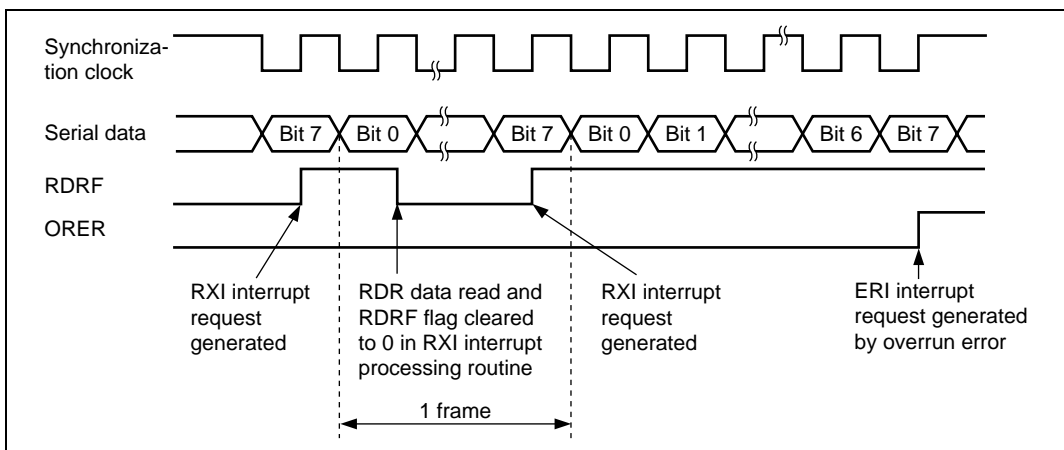 Synchroniza-
tion clock
Serial data
Bit 7 Bit 0 Bit 7 Bit 0 Bit 1 Bit 6 Bit 7
RDRF
ORER
RXI interrupt
request
generated
RDR data read and
RDRF flag cleared
to 0 in RXI interrupt
processing routine
RXI interrupt
request
generated
ERI interrupt
request generated
by overrun error
1 frame